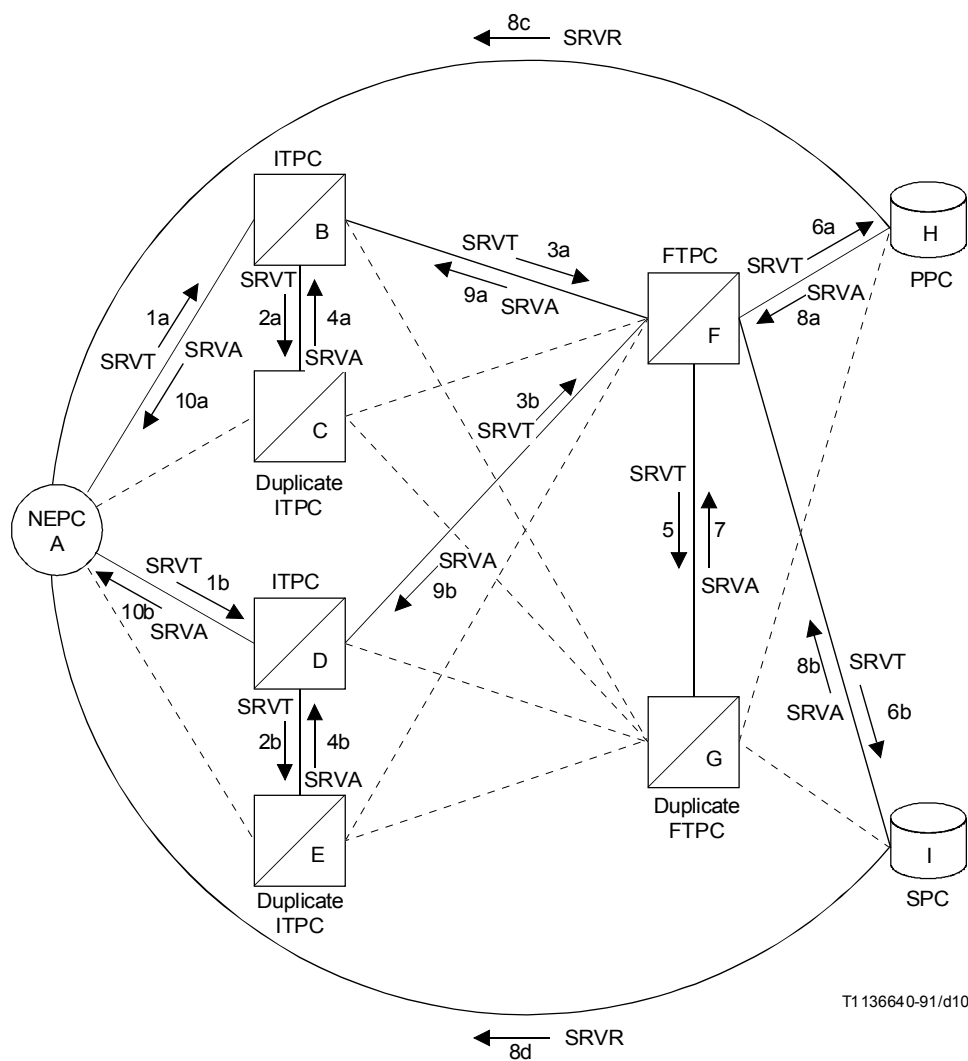 8c
SRVR
ITPC
B
H
PPC
SRVT
3a
6a
SRVT
FTPC
9a
SRVA
SRVA
8a
F
SRVT
2a
4a
SRVA
1a
SRVT
SRVA
10a
C
Duplicate
ITPC
3b
SRVT
NEPC
A
SRVT
5
7
SRVA
SRVT
1b
10b
SRVA
ITPC
D
SRVA
9b
SRVT
2b
4b
SRVA
8b
SRVT
SRVA
6b
G
Duplicate
FTPC
E
Duplicate
ITPC
I
SPC
T1136640-91/d10
8d
SRVR